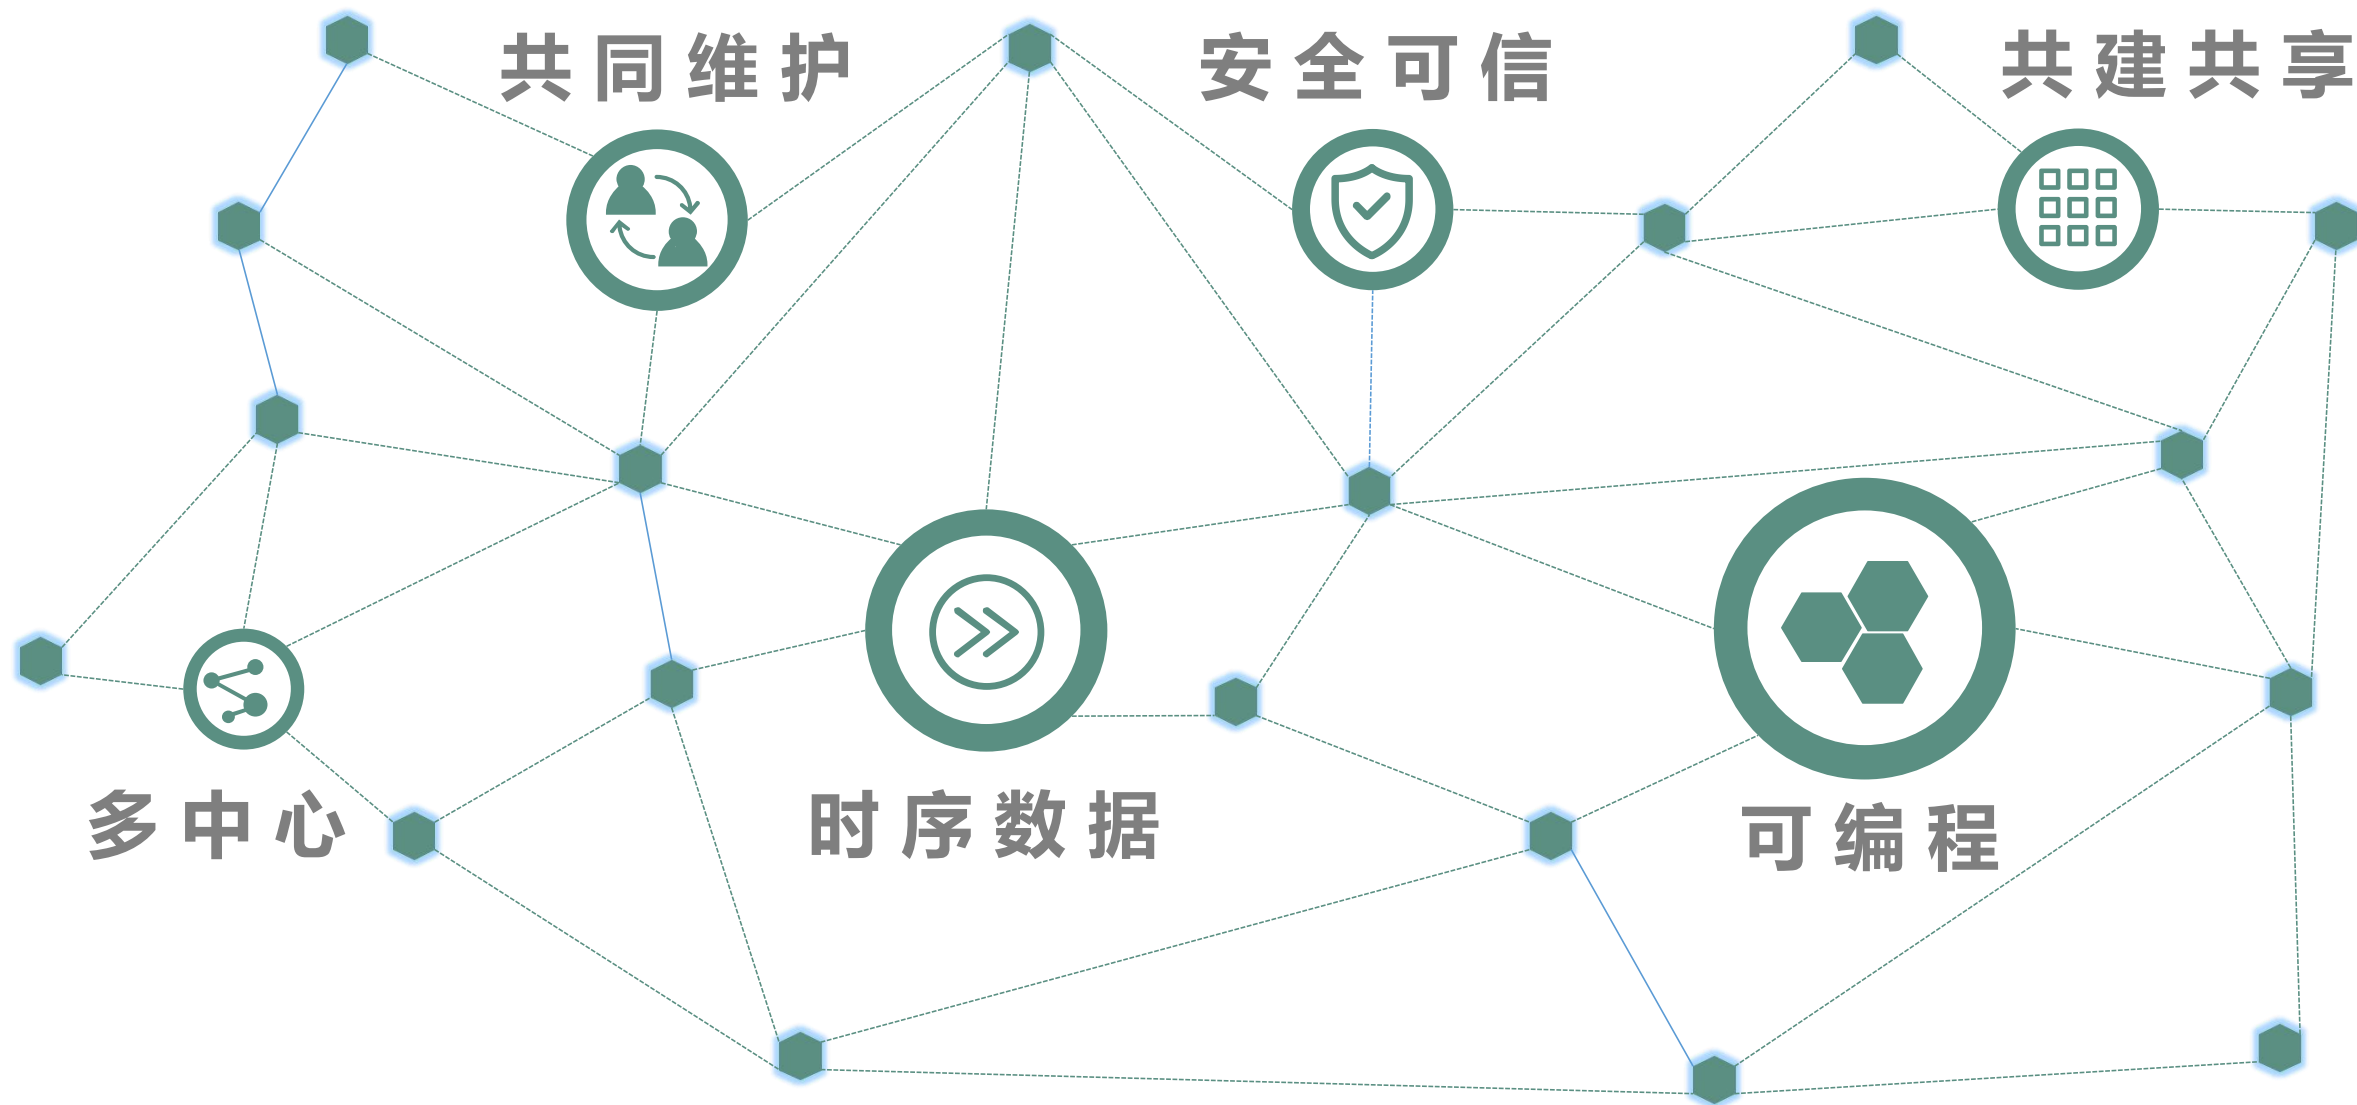 共同维护
安全可信
共建共享
多中心
时序数据
可编程